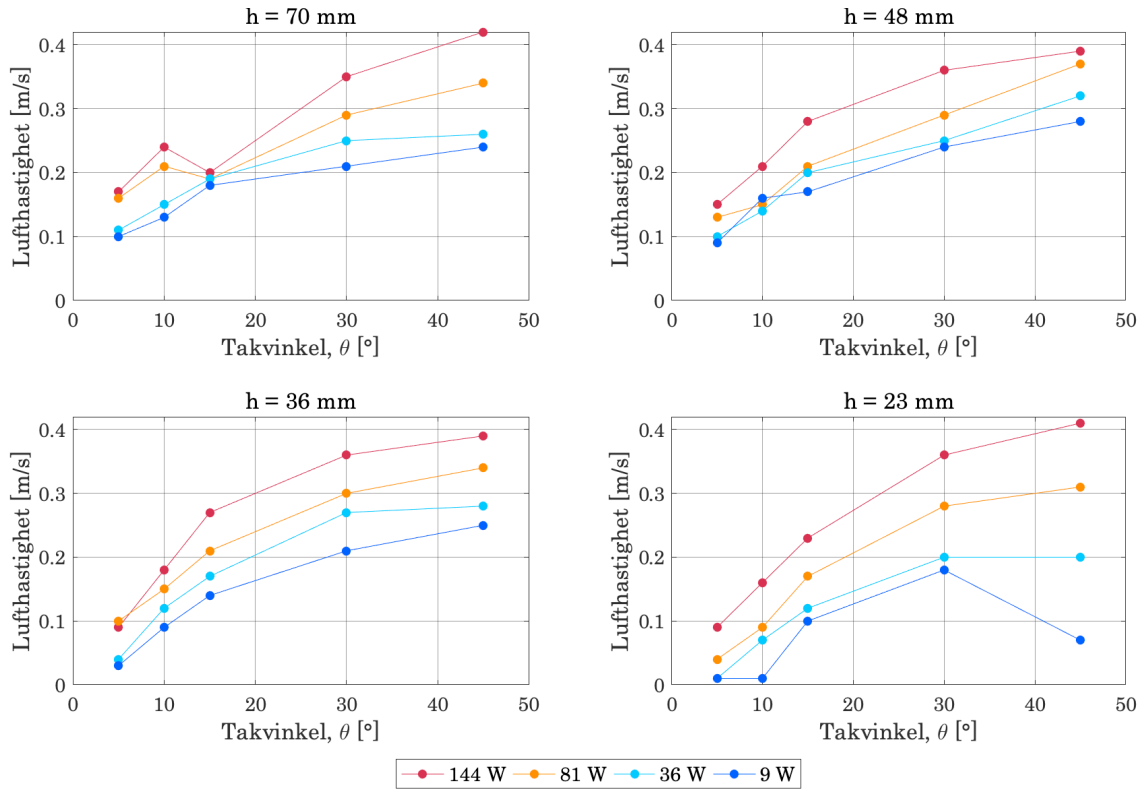 h = 70 mm
Lufthastighet [m/s]
0.4
0.3
0.2
0.1
0
0 10 20 30 40 50
Takvinkel, θ [°]
h = 48 mm
Lufthastighet [m/s]
0.4
0.3
0.2
0.1
0
0 10 20 30 40 50
Takvinkel, θ [°]
h = 36 mm
Lufthastighet [m/s]
0.4
0.3
0.2
0.1
0
0 10 20 30 40 50
Takvinkel, θ [°]
h = 23 mm
Lufthastighet [m/s]
0.4
0.3
0.2
0.1
0
0 10 20 30 40 50
Takvinkel, θ [°]
144 W 81 W 36 W 9 W